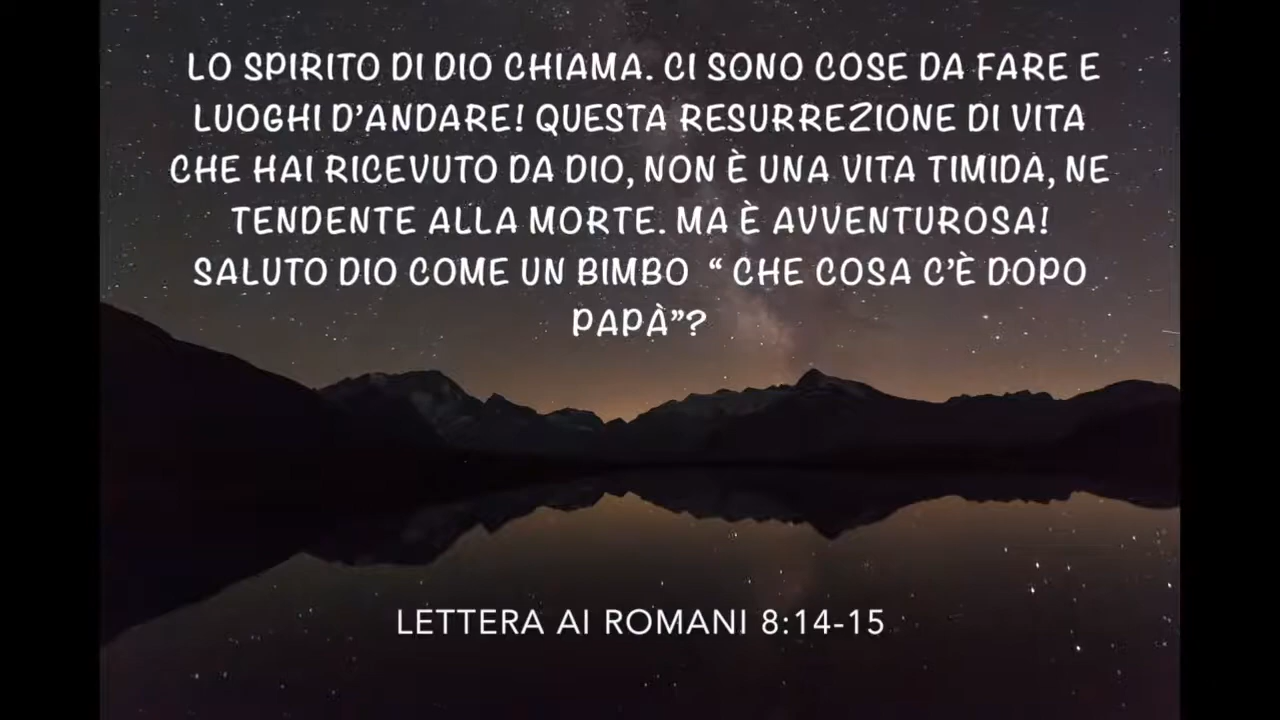 LO SPIRITO DI DIO CHIAMA. CI SONO COSE DA FARE E
LUOGHI D'ANDARE! QUESTA RESURREZIONE DI VITA
CHE HAI RICEVUTO DA DIO, NON È UNA VITA TIMIDA, NE
TENDENTE ALLA MORTE. MA È AVVENTUROSA!
SALUTO DIO COME UN BIMBO “ CHE COSA C'È DOPO
PAPÀ”?
LETTERA AI ROMANI 8:14-15